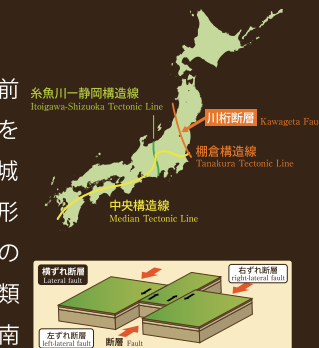 前
を
城
形
の
類
南
糸魚川ー静岡構造線
Itoigawa-Shizuoka Tectonic Line
川桁断層 Kawageta Fau
棚倉構造線
Tanakura Tectonic Line
中央構造線
Median Tectonic Line
横ずれ断層
Lateral fault
右ずれ断層
right-lateral fault
左ずれ断層
left-lateral fault
断層 Fault